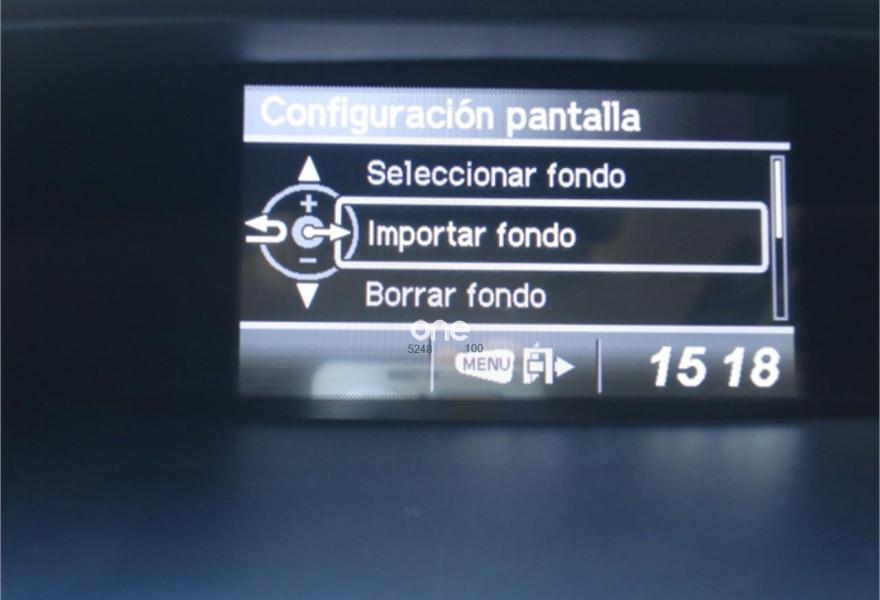 Configuración pantalla
Seleccionar fondo
+
Importar fondo
−
Borrar fondo
one
5248 100
MENU
15 18